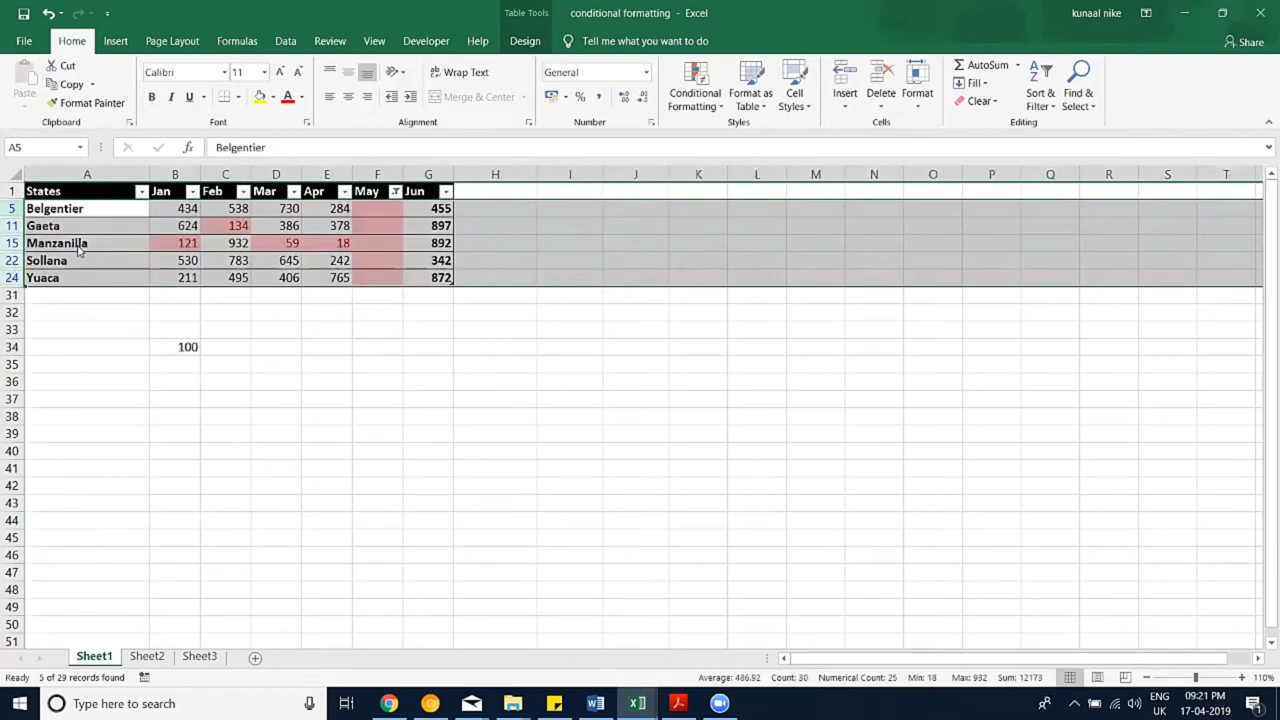 Table Tools
conditional formatting - Excel
kunaal nike
File Home Insert Page Layout Formulas Data Review View Developer Help Design Tell me what you want to do Share
Paste
Cut
Copy
Format Painter
Clipboard
Calibri 11
B I U
Font
Wrap Text
Merge & Center
Alignment
General
Number
Conditional Formatting
Format as Table
Cell Styles
Styles
Insert
Delete
Format
Cells
AutoSum
Fill
Clear
Sort & Filter
Find & Select
Editing
A5 Belgentier
A B C D E F G H I J K L M N O P Q R S T
1 States Jan Feb Mar Apr May Jun
5 Belgentier 434 538 730 284 455
11 Gaeta 624 134 386 378 897
15 Manzanilla 121 932 59 18 892
22 Sollana 530 783 645 242 342
24 Yuaca 211 495 406 765 872
31
32
33
34 100
35
36
37
38
39
40
41
42
43
44
45
46
47
48
49
50
51
Sheet1 Sheet2 Sheet3
Ready 5 of 29 records found Average: 486.92 Count: 30 Numerical Count: 25 Min: 18 Max: 932 Sum: 12173 110%
Type here to search
ENG
UK
09:21 PM
17-04-2019